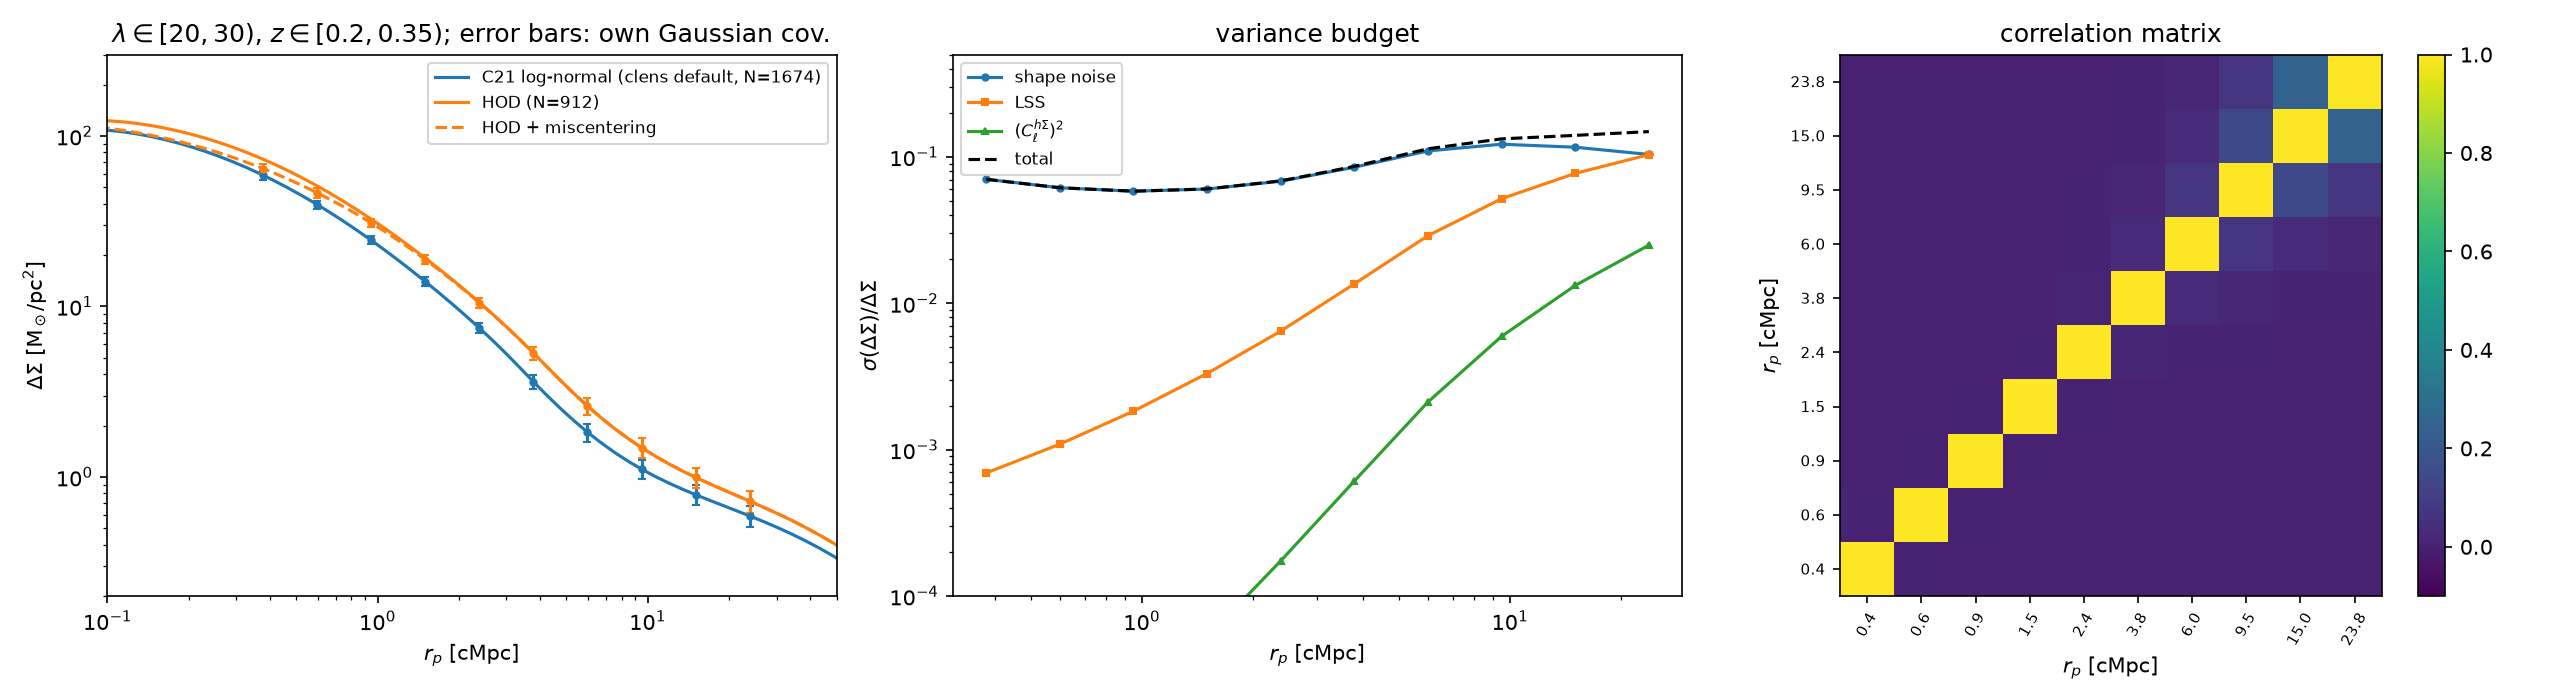 λ ∈ [20, 30), z ∈ [0.2, 0.35); error bars: own Gaussian cov.
C21 log-normal (clens default, N=1674)
HOD (N=912)
HOD + miscentering
10²
10¹
10⁰
ΔΣ [M⊙/pc²]
10⁻¹ 10⁰ 10¹
r_p [cMpc]
variance budget
shape noise
LSS
(C_ℓ^{hΣ})²
total
10⁻¹
10⁻²
10⁻³
10⁻⁴
σ(ΔΣ)/ΔΣ
10⁰ 10¹
r_p [cMpc]
correlation matrix
23.8
15.0
9.5
6.0
3.8
2.4
1.5
0.9
0.6
0.4
r_p [cMpc]
0.4 0.6 0.9 1.5 2.4 3.8 6.0 9.5 15.0 23.8
r_p [cMpc]
1.0
0.8
0.6
0.4
0.2
0.0